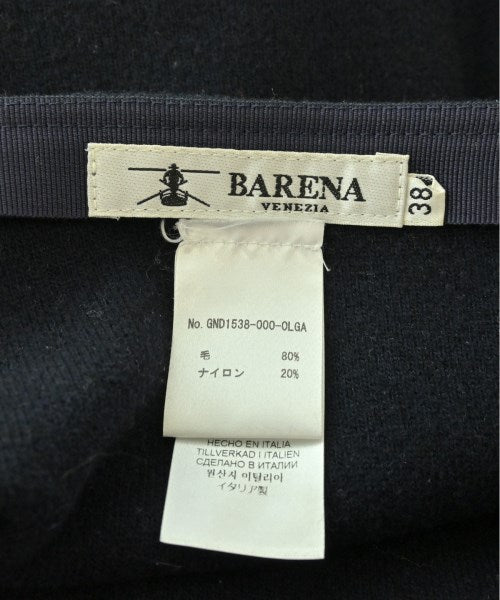 BARENA
VENEZIA
38
No. GND1538-000-OLGA
毛 80%
ナイロン 20%
HECHO EN ITALIA
TILLVERKAD I ITALIEN
СДЕЛАНО В ИТАЛИИ
원산지 이탈리아
イタリア製